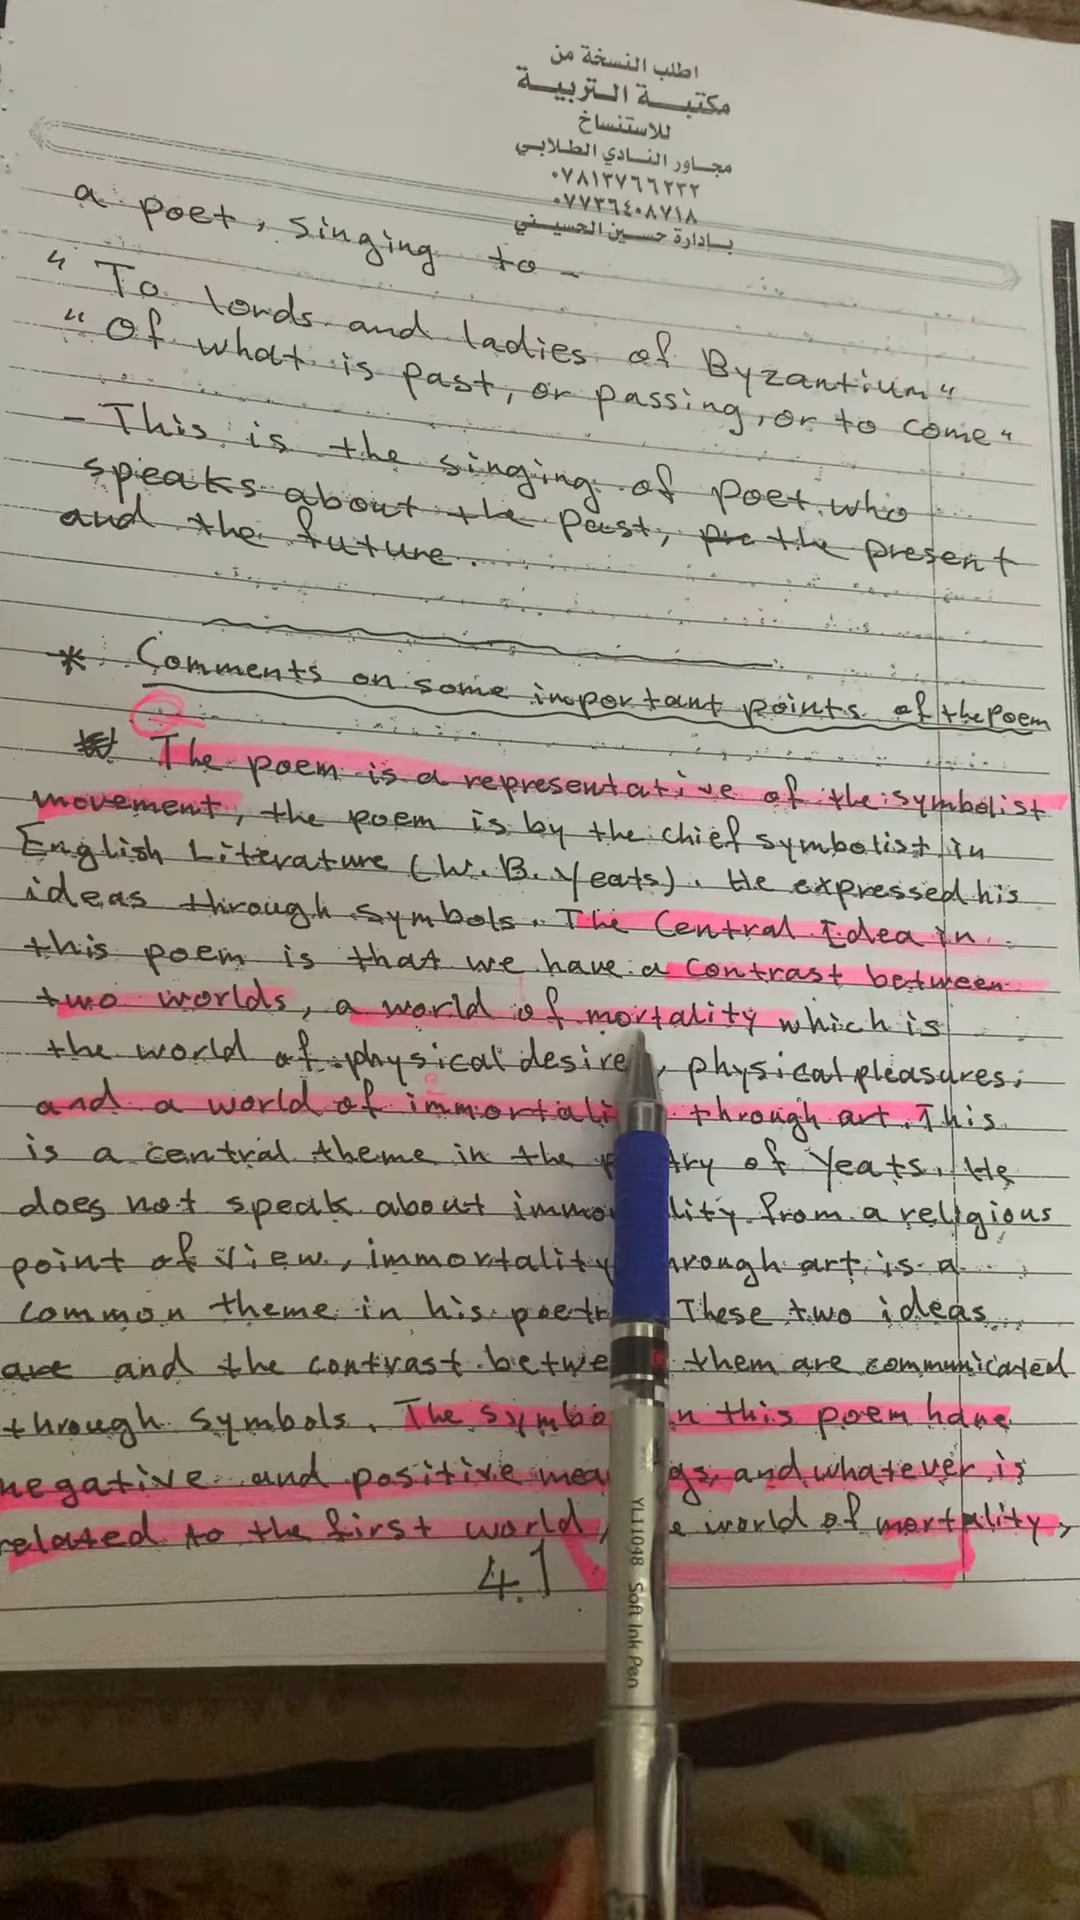 اطلب النسخة من
مكتبة التربية
للاستنساخ
مجاور النادي الطلابي
٠٧٨١٣٧٦٦٢٣٢
٠٧٧٣٦٤٠٨٧١٨
بادارة حسين الحسيني
a poet, singing to -
" To lords and ladies of Byzantium "
" Of what is past, or passing, or to come "
- This is the singing of poet who
speaks about the past, the present
and the future.
* Comments on some important points of the poem
Q
The poem is a representative of the symbolist
movement, the poem is by the chief symbolist in
English Literature (W. B. Yeats). He expressed his
ideas through symbols. The Central Idea in
this poem is that we have a contrast between
two worlds, a world of mortality which is
the world of physical desire, physical pleasures;
and a world of immortali through art. This
is a central theme in the try of Yeats. He
does not speak about immo lity from a religious
point of view, immortality hrough art is a
common theme in his poetr These two ideas
and the contrast betwe them are communicated
through symbols. The symbo n this poem have
negative and positive mea gs, and whatever is
related to the first world, e world of mortality,
41
YL11048 Soft Ink Pen